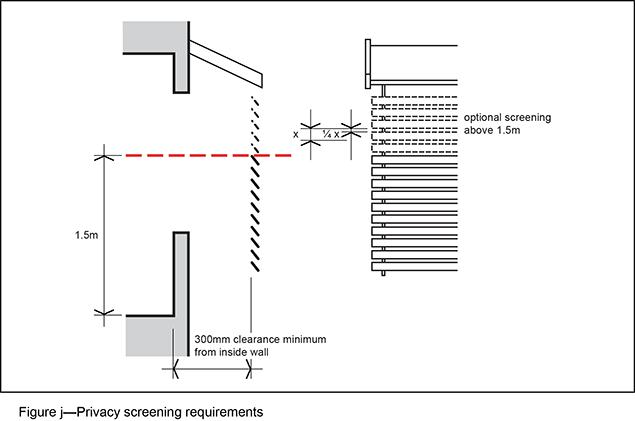 optional screening
above 1.5m
x
¼ x
1.5m
300mm clearance minimum
from inside wall
Figure j—Privacy screening requirements